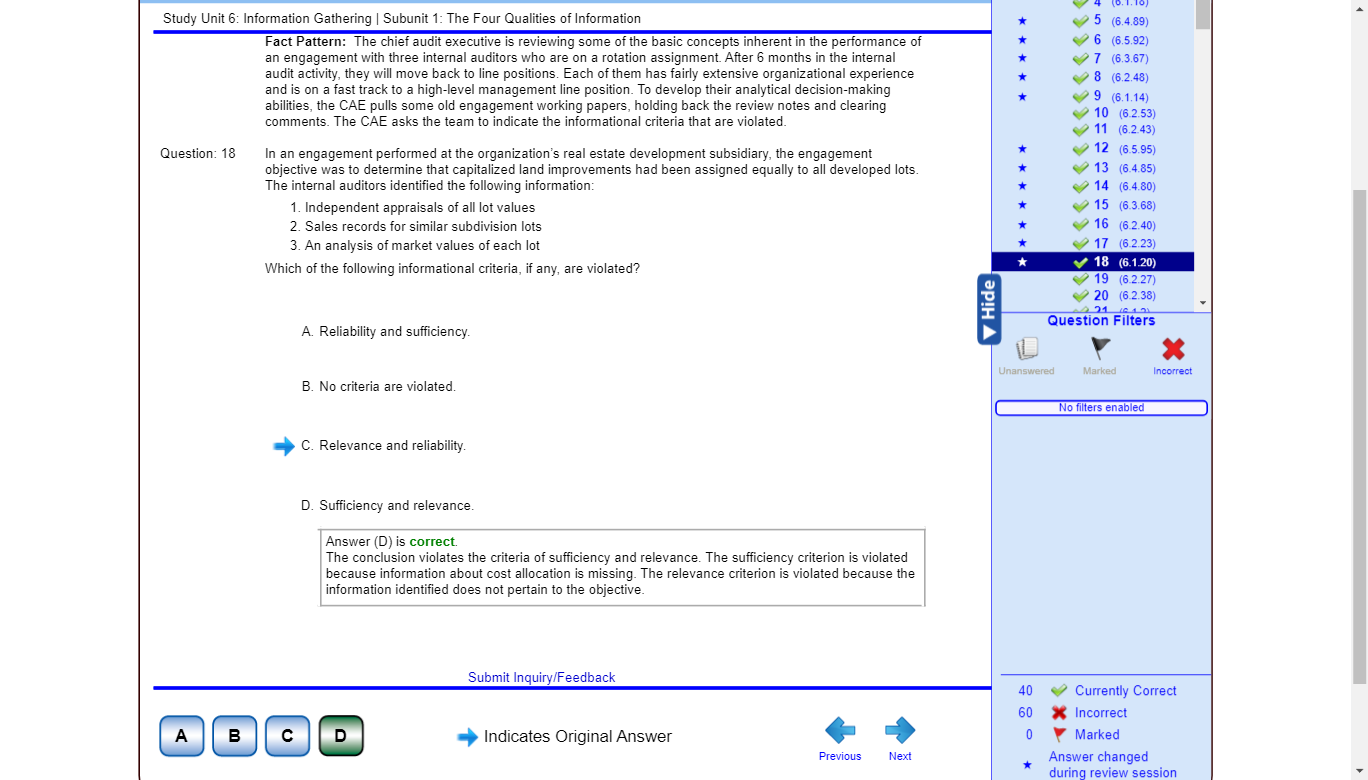 Study Unit 6: Information Gathering | Subunit 1: The Four Qualities of Information
Fact Pattern: The chief audit executive is reviewing some of the basic concepts inherent in the performance of
an engagement with three internal auditors who are on a rotation assignment. After 6 months in the internal
audit activity, they will move back to line positions. Each of them has fairly extensive organizational experience
and is on a fast track to a high-level management line position. To develop their analytical decision-making
abilities, the CAE pulls some old engagement working papers, holding back the review notes and clearing
comments. The CAE asks the team to indicate the informational criteria that are violated.
Question: 18
In an engagement performed at the organization's real estate development subsidiary, the engagement
objective was to determine that capitalized land improvements had been assigned equally to all developed lots.
The internal auditors identified the following information:
1. Independent appraisals of all lot values
2. Sales records for similar subdivision lots
3. An analysis of market values of each lot
Which of the following informational criteria, if any, are violated?
A. Reliability and sufficiency.
B. No criteria are violated.
C. Relevance and reliability.
D. Sufficiency and relevance.
Answer (D) is correct.
The conclusion violates the criteria of sufficiency and relevance. The sufficiency criterion is violated
because information about cost allocation is missing. The relevance criterion is violated because the
information identified does not pertain to the objective.
Submit Inquiry/Feedback
A B C D
Indicates Original Answer
Previous
Next
4 (6.1.18)
5 (6.4.89)
6 (6.5.92)
7 (6.3.67)
8 (6.2.48)
9 (6.1.14)
10 (6.2.53)
11 (6.2.43)
12 (6.5.95)
13 (6.4.85)
14 (6.4.80)
15 (6.3.68)
16 (6.2.40)
17 (6.2.23)
18 (6.1.20)
19 (6.2.27)
20 (6.2.38)
21
Hide
Question Filters
Unanswered
Marked
Incorrect
No filters enabled
40 Currently Correct
60 Incorrect
0 Marked
Answer changed
during review session